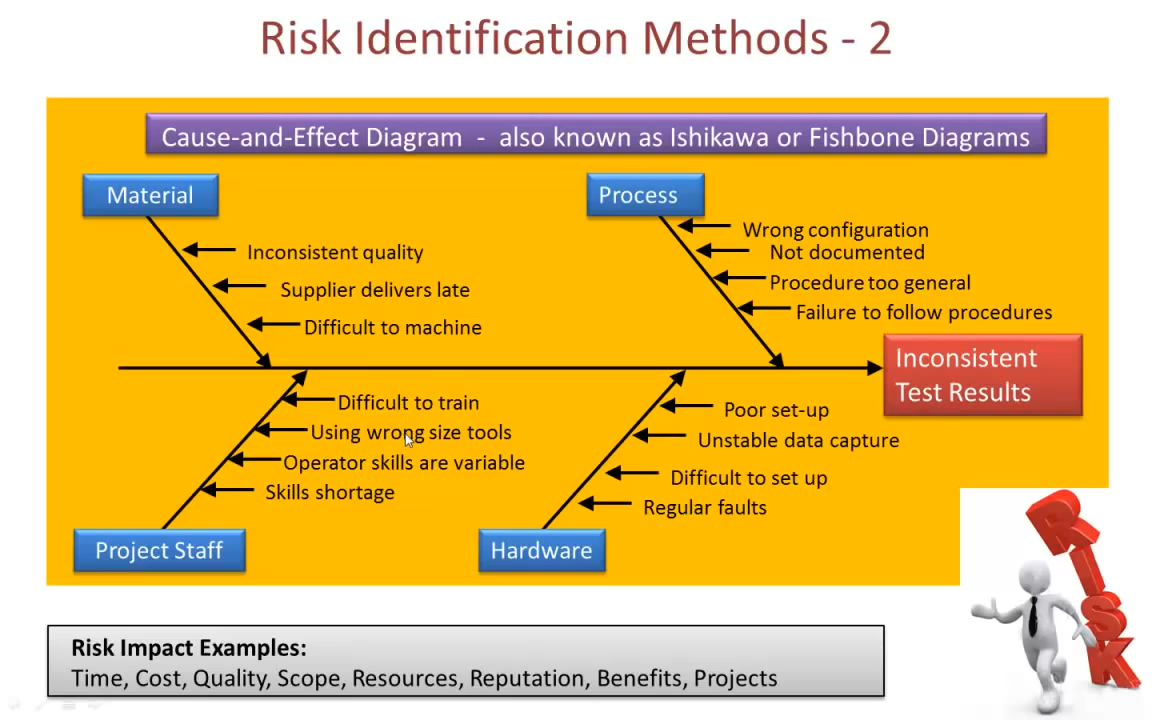 Risk Identification Methods - 2
Cause-and-Effect Diagram - also known as Ishikawa or Fishbone Diagrams
Material
Inconsistent quality
Supplier delivers late
Difficult to machine
Process
Wrong configuration
Not documented
Procedure too general
Failure to follow procedures
Inconsistent
Test Results
Difficult to train
Using wrong size tools
Operator skills are variable
Skills shortage
Project Staff
Poor set-up
Unstable data capture
Difficult to set up
Regular faults
Hardware
RISK
Risk Impact Examples:
Time, Cost, Quality, Scope, Resources, Reputation, Benefits, Projects